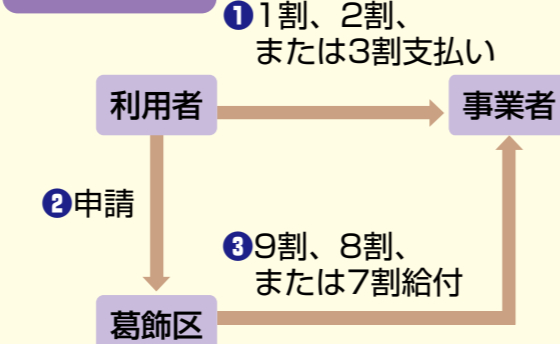 ❶1割、2割、
または3割支払い
利用者
事業者
❷申請
❸9割、8割、
または7割給付
葛飾区